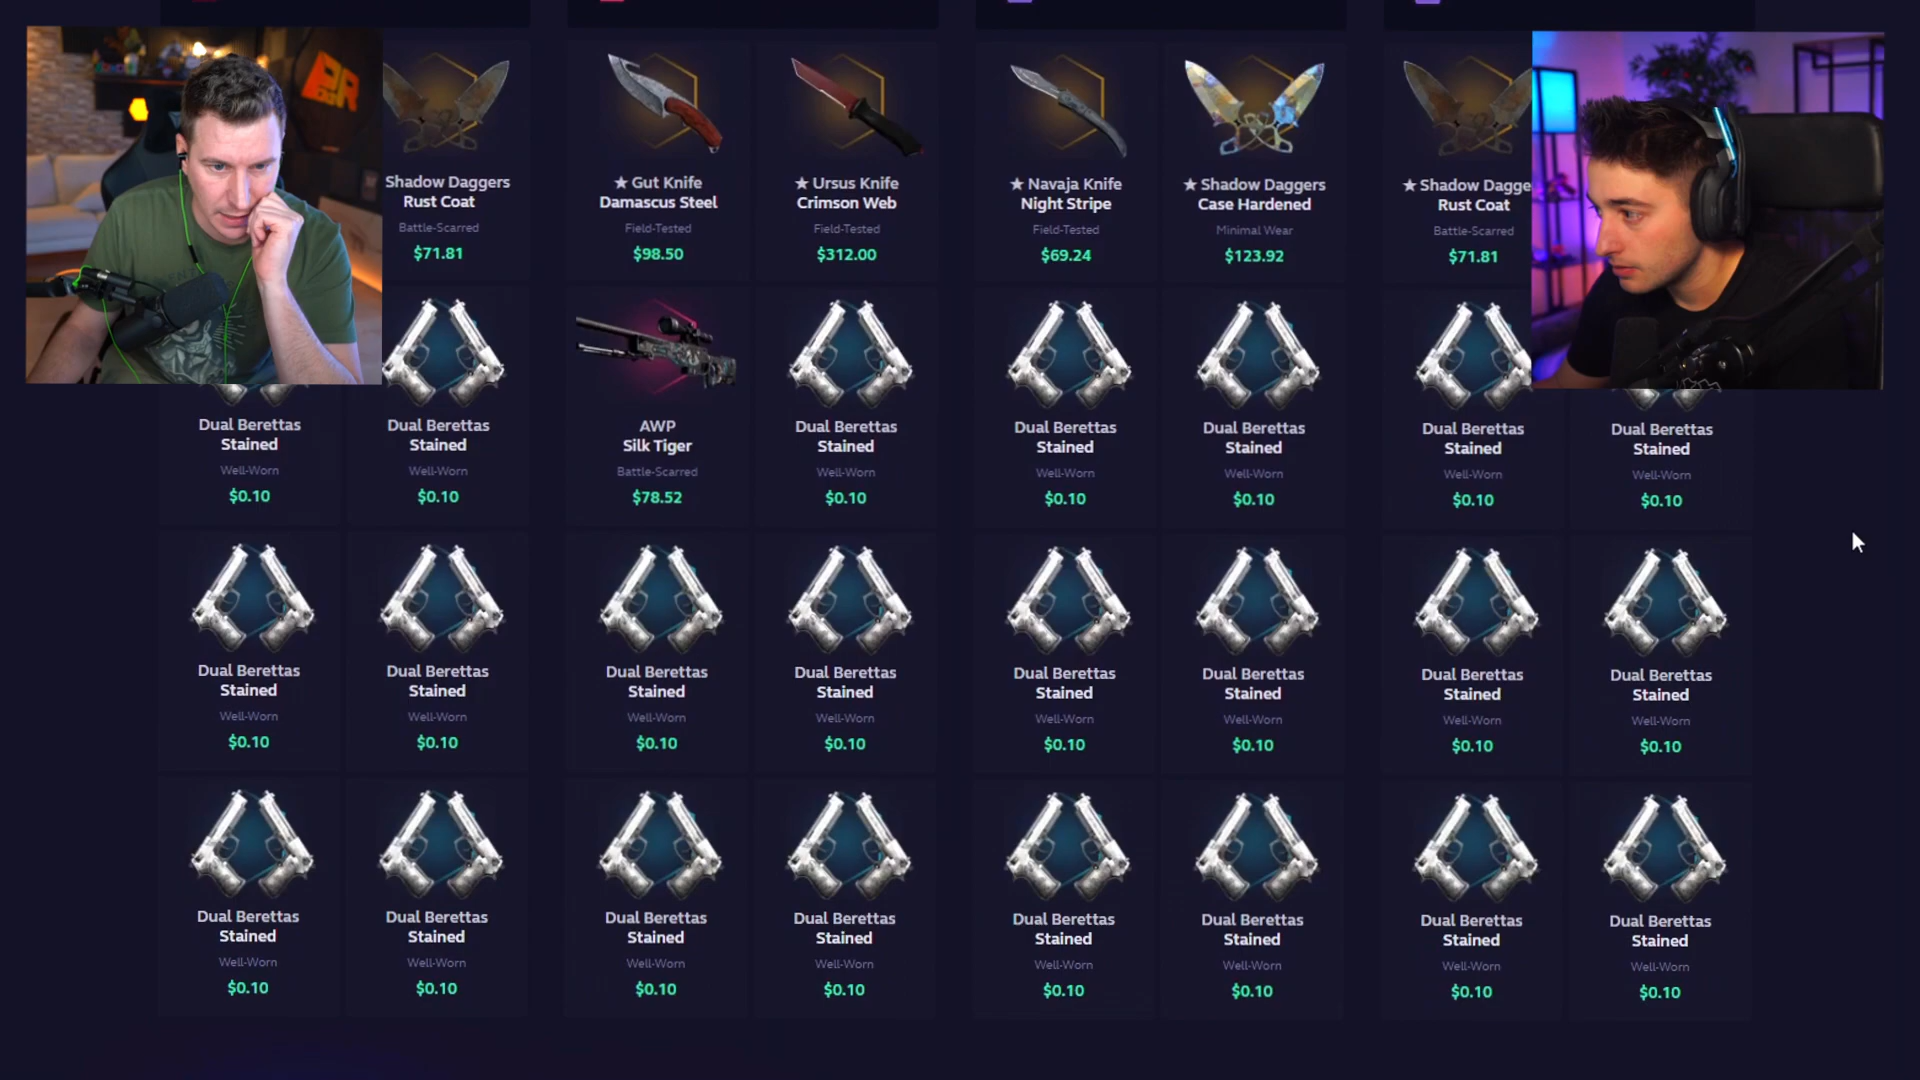 Shadow Daggers
Rust Coat
Battle-Scarred
$71.81
★ Gut Knife
Damascus Steel
Field-Tested
$98.50
★ Ursus Knife
Crimson Web
Field-Tested
$312.00
★ Navaja Knife
Night Stripe
Field-Tested
$69.24
★ Shadow Daggers
Case Hardened
Minimal Wear
$123.92
★ Shadow Dagge
Rust Coat
Battle-Scarred
$71.81
Dual Berettas
Stained
Well-Worn
$0.10
Dual Berettas
Stained
Well-Worn
$0.10
AWP
Silk Tiger
Battle-Scarred
$78.52
Dual Berettas
Stained
Well-Worn
$0.10
Dual Berettas
Stained
Well-Worn
$0.10
Dual Berettas
Stained
Well-Worn
$0.10
Dual Berettas
Stained
Well-Worn
$0.10
Dual Berettas
Stained
Well-Worn
$0.10
Dual Berettas
Stained
Well-Worn
$0.10
Dual Berettas
Stained
Well-Worn
$0.10
Dual Berettas
Stained
Well-Worn
$0.10
Dual Berettas
Stained
Well-Worn
$0.10
Dual Berettas
Stained
Well-Worn
$0.10
Dual Berettas
Stained
Well-Worn
$0.10
Dual Berettas
Stained
Well-Worn
$0.10
Dual Berettas
Stained
Well-Worn
$0.10
Dual Berettas
Stained
Well-Worn
$0.10
Dual Berettas
Stained
Well-Worn
$0.10
Dual Berettas
Stained
Well-Worn
$0.10
Dual Berettas
Stained
Well-Worn
$0.10
Dual Berettas
Stained
Well-Worn
$0.10
Dual Berettas
Stained
Well-Worn
$0.10
Dual Berettas
Stained
Well-Worn
$0.10
Dual Berettas
Stained
Well-Worn
$0.10